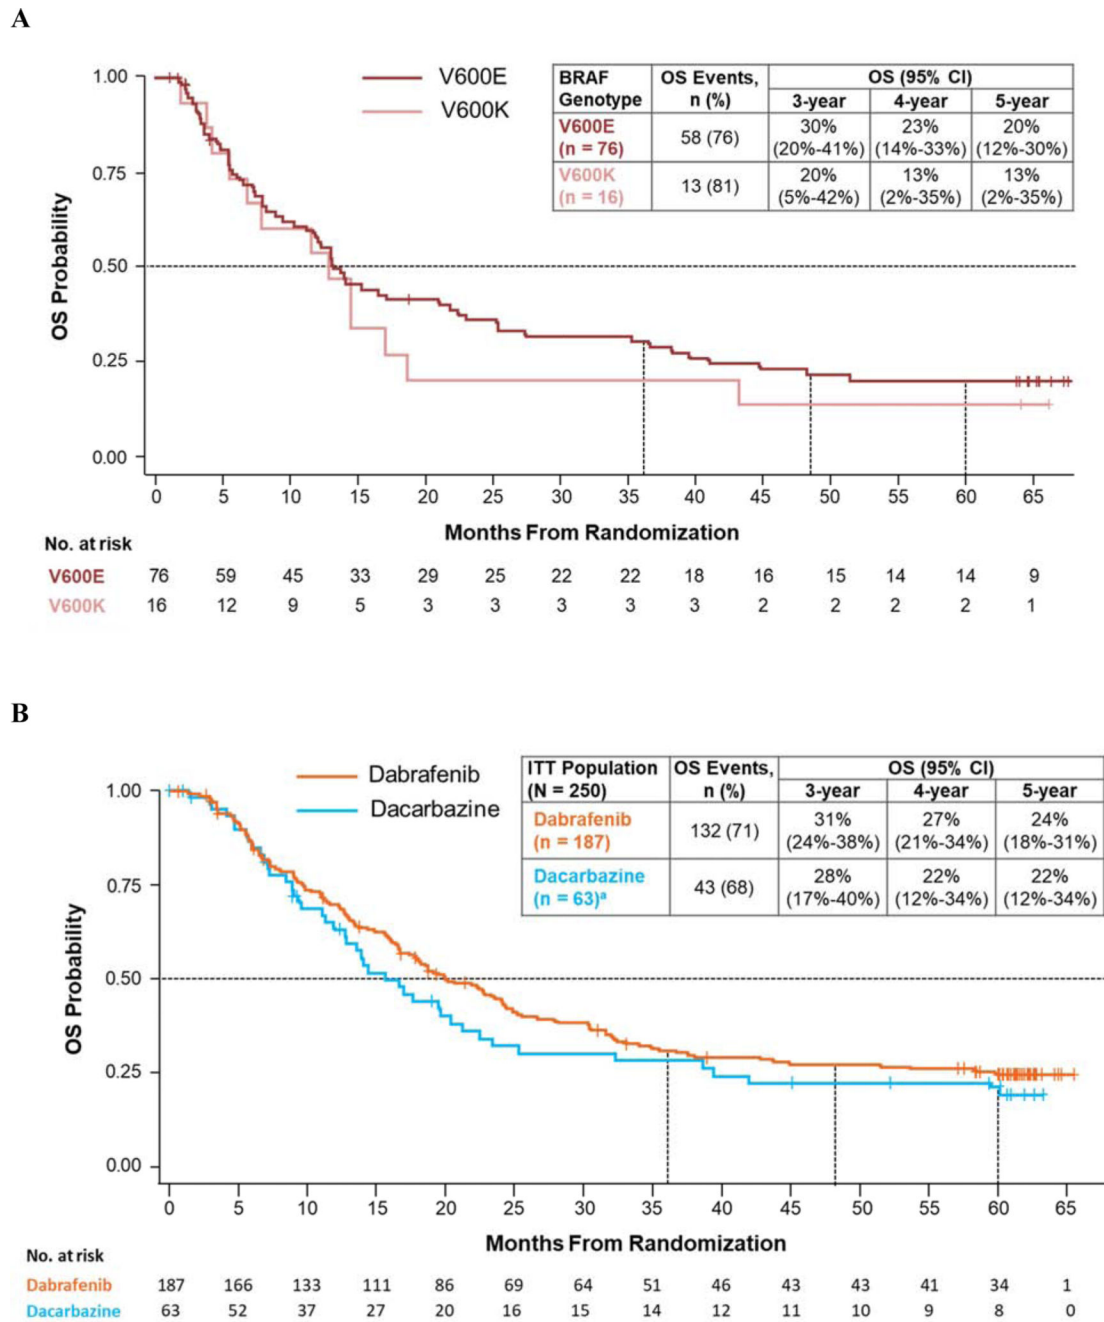 A
V600E
V600K
BRAF Genotype OS Events, n (%) OS (95% CI)
3-year 4-year 5-year
V600E (n = 76) 58 (76) 30% (20%-41%) 23% (14%-33%) 20% (12%-30%)
V600K (n = 16) 13 (81) 20% (5%-42%) 13% (2%-35%) 13% (2%-35%)
1.00
0.75
0.50
0.25
0.00
OS Probability
0 5 10 15 20 25 30 35 40 45 50 55 60 65
Months From Randomization
No. at risk
V600E 76 59 45 33 29 25 22 22 18 16 15 14 14 9
V600K 16 12 9 5 3 3 3 3 3 2 2 2 2 1
B
Dabrafenib
Dacarbazine
ITT Population (N = 250) OS Events, n (%) OS (95% CI)
3-year 4-year 5-year
Dabrafenib (n = 187) 132 (71) 31% (24%-38%) 27% (21%-34%) 24% (18%-31%)
Dacarbazine (n = 63)ª 43 (68) 28% (17%-40%) 22% (12%-34%) 22% (12%-34%)
1.00
0.75
0.50
0.25
0.00
OS Probability
0 5 10 15 20 25 30 35 40 45 50 55 60 65
Months From Randomization
No. at risk
Dabrafenib 187 166 133 111 86 69 64 51 46 43 43 41 34 1
Dacarbazine 63 52 37 27 20 16 15 14 12 11 10 9 8 0